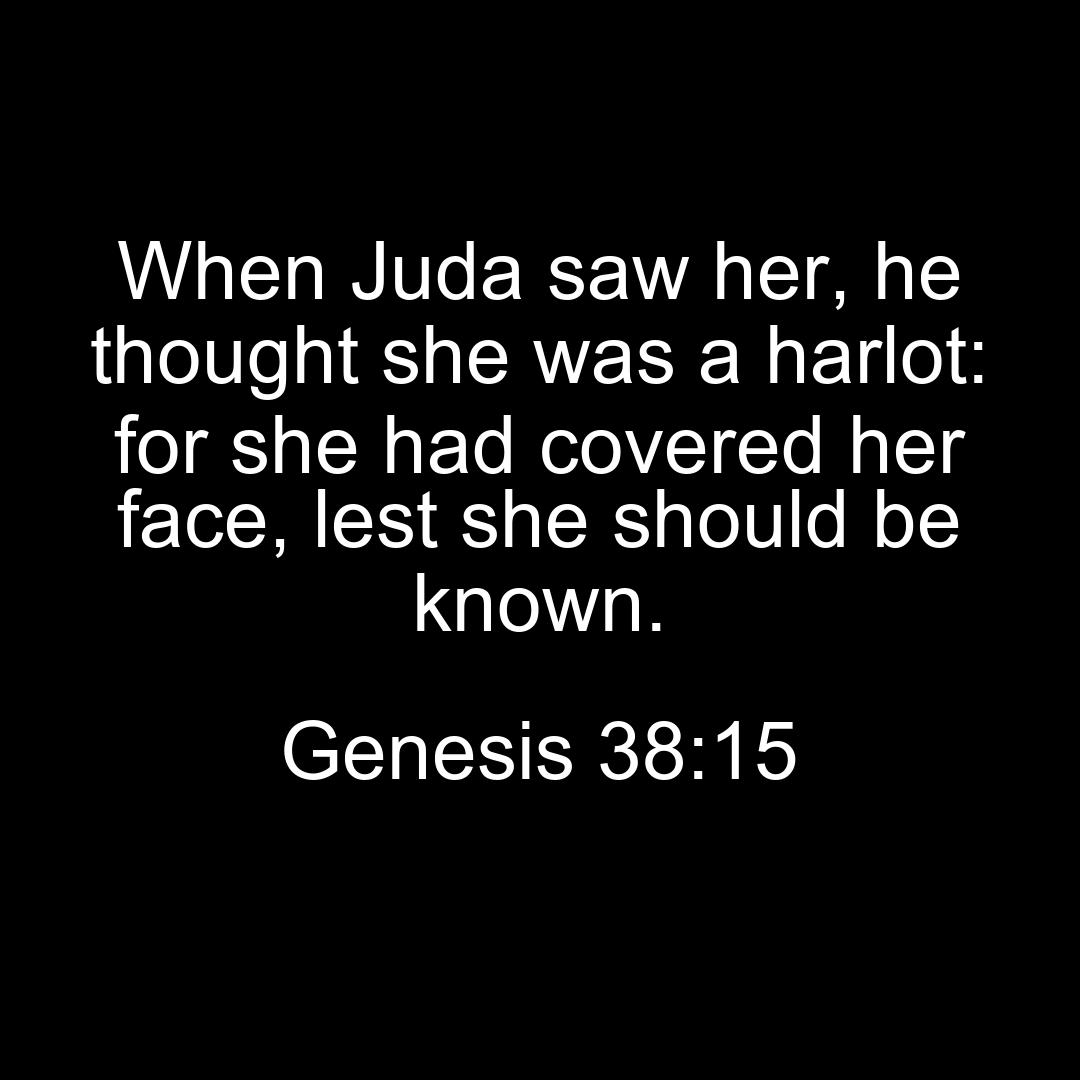 When Juda saw her, he
thought she was a harlot:
for she had covered her
face, lest she should be
known.
Genesis 38:15